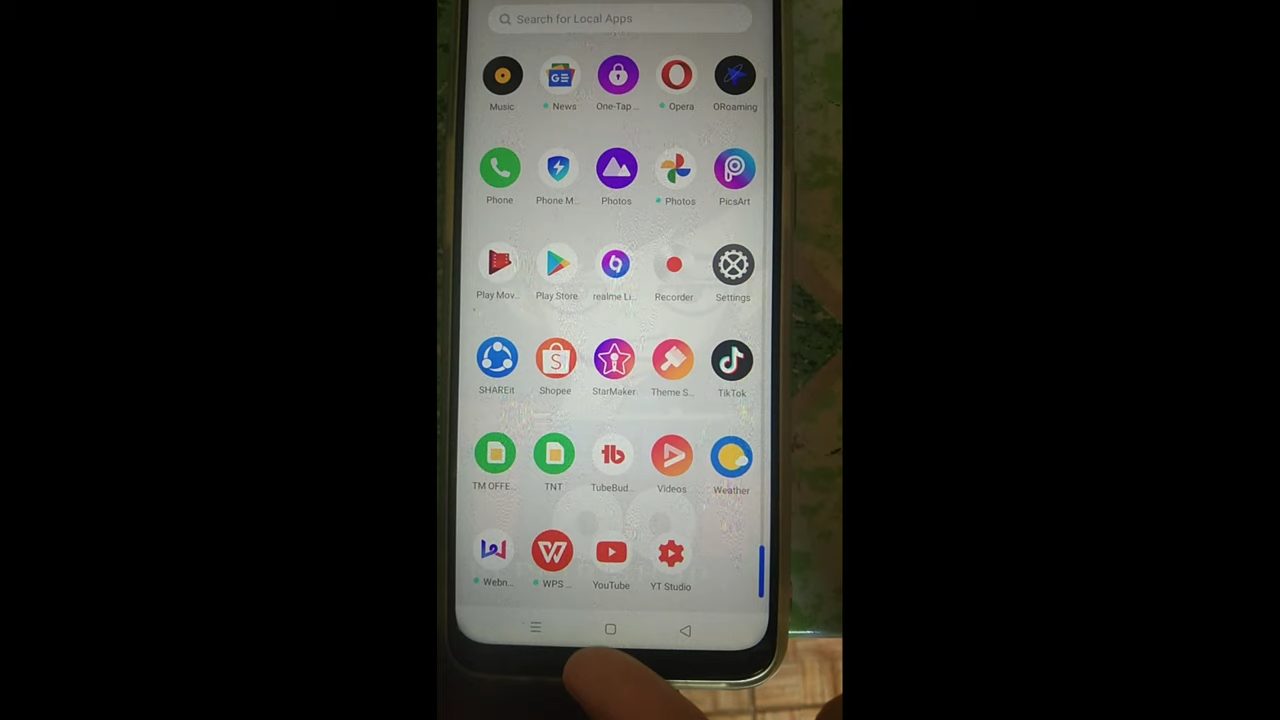 Search for Local Apps
Music News One-Tap ... Opera ORoaming
Phone Phone M... Photos Photos PicsArt
Play Mov... Play Store realme Li... Recorder Settings
SHAREit Shopee StarMaker Theme S... TikTok
TM OFFE... TNT TubeBud... Videos Weather
Webn... WPS ... YouTube YT Studio